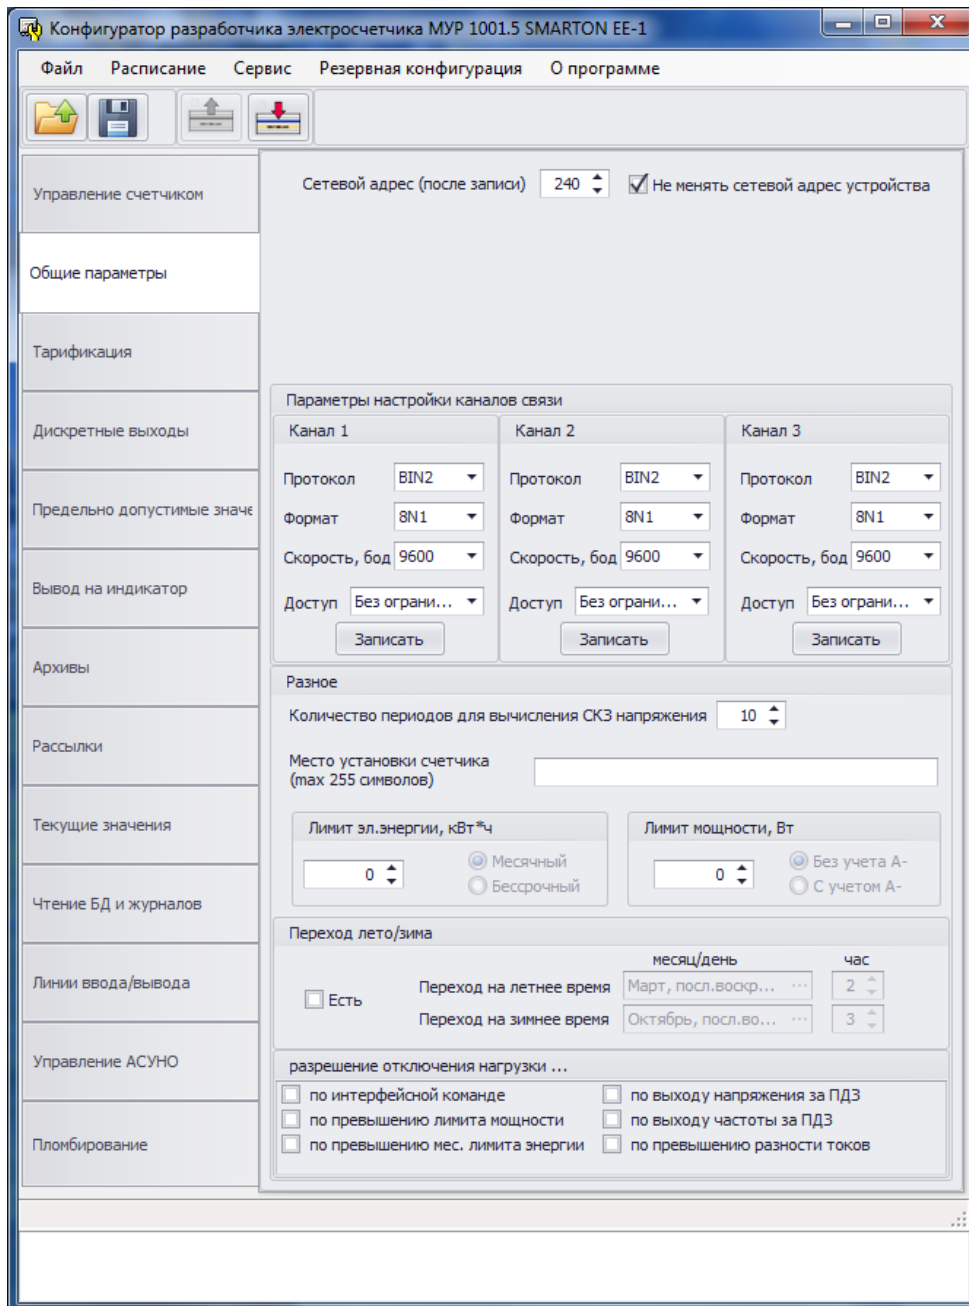 Конфигуратор разработчика электросчетчика МУР 1001.5 SMARTON EE-1
Файл Расписание Сервис Резервная конфигурация О программе
Управление счетчиком
Общие параметры
Тарификация
Дискретные выходы
Предельно допустимые значе
Вывод на индикатор
Архивы
Рассылки
Текущие значения
Чтение БД и журналов
Линии ввода/вывода
Управление АСУНО
Пломбирование
Сетевой адрес (после записи) 240 Не менять сетевой адрес устройства
Параметры настройки каналов связи
Канал 1 Канал 2 Канал 3
Протокол BIN2 Протокол BIN2 Протокол BIN2
Формат 8N1 Формат 8N1 Формат 8N1
Скорость, бод 9600 Скорость, бод 9600 Скорость, бод 9600
Доступ Без ограни... Доступ Без ограни... Доступ Без ограни...
Записать Записать Записать
Разное
Количество периодов для вычисления СКЗ напряжения 10
Место установки счетчика
(max 255 символов)
Лимит эл.энергии, кВт*ч Лимит мощности, Вт
0 Месячный 0 Без учета А-
Бессрочный С учетом А-
Переход лето/зима
месяц/день час
Есть Переход на летнее время Март, посл.воскр... ... 2
Переход на зимнее время Октябрь, посл.во... ... 3
разрешение отключения нагрузки ...
по интерфейсной команде по выходу напряжения за ПДЗ
по превышению лимита мощности по выходу частоты за ПДЗ
по превышению мес. лимита энергии по превышению разности токов